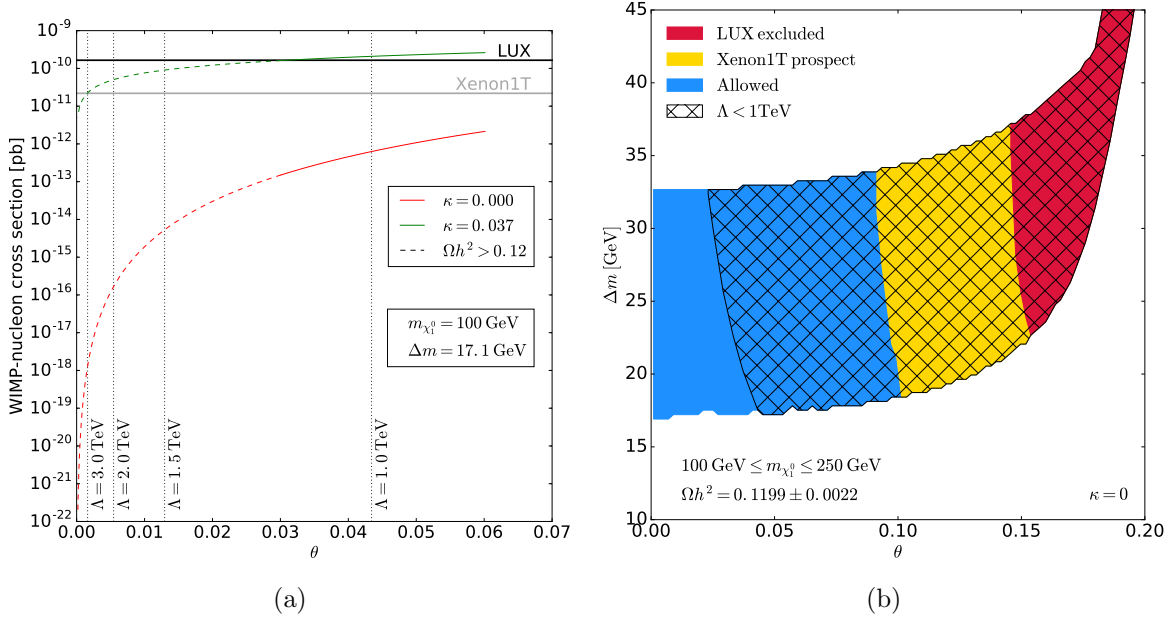 10⁻⁹
10⁻¹⁰
10⁻¹¹
10⁻¹²
10⁻¹³
10⁻¹⁴
10⁻¹⁵
10⁻¹⁶
10⁻¹⁷
10⁻¹⁸
10⁻¹⁹
10⁻²⁰
10⁻²¹
10⁻²²
WIMP-nucleon cross section [pb]
LUX
Xenon1T
κ = 0.000
κ = 0.037
Ωh² > 0.12
m_{χ₁⁰} = 100 GeV
Δm = 17.1 GeV
Λ = 3.0 TeV
Λ = 2.0 TeV
Λ = 1.5 TeV
Λ = 1.0 TeV
0.00 0.01 0.02 0.03 0.04 0.05 0.06 0.07
θ
(a)
45
40
35
30
25
20
15
10
Δm [GeV]
LUX excluded
Xenon1T prospect
Allowed
Λ < 1TeV
100 GeV ≤ m_{χ₁⁰} ≤ 250 GeV
Ωh² = 0.1199 ± 0.0022
κ = 0
0.00 0.05 0.10 0.15 0.20
θ
(b)